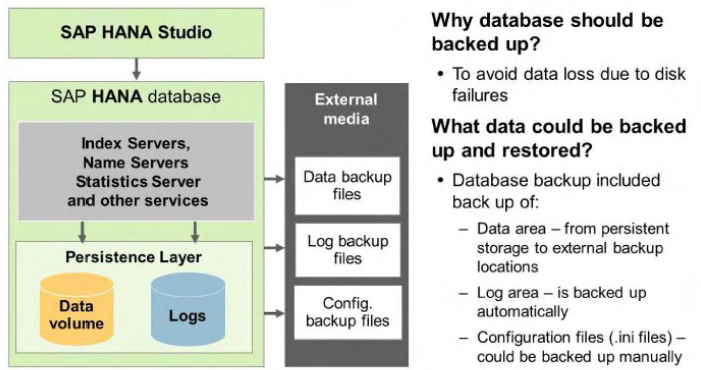 SAP HANA Studio
SAP HANA database
Index Servers,
Name Servers
Statistics Server
and other services
Persistence Layer
Data
volume
Logs
External
media
Data backup
files
Log backup
files
Config.
backup files
Why database should be
backed up?
• To avoid data loss due to disk
failures
What data could be backed
up and restored?
• Database backup included
back up of:
– Data area – from persistent
storage to external backup
locations
– Log area – is backed up
automatically
– Configuration files (.ini files) –
could be backed up manually